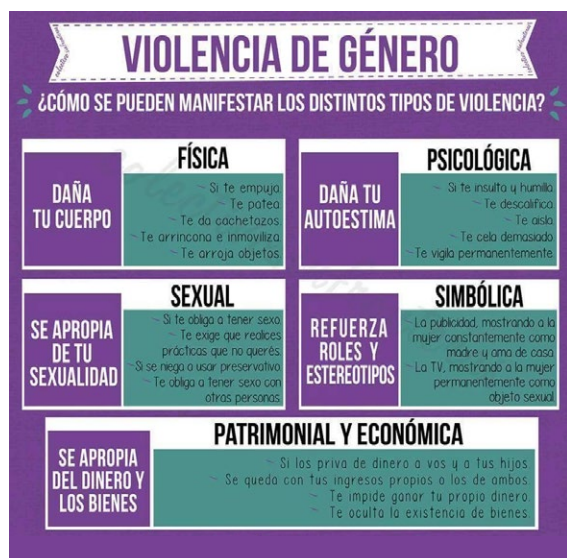 VIOLENCIA DE GÉNERO
¿CÓMO SE PUEDEN MANIFESTAR LOS DISTINTOS TIPOS DE VIOLENCIA?
DAÑA
TU CUERPO
FÍSICA
~ Si te empuja.
~ Te patea.
~ Te da cachetazos.
~ Te arrincona e inmoviliza.
~ Te arroja objetos.
DAÑA TU
AUTOESTIMA
PSICOLÓGICA
~ Si te insulta y humilla
~ Te descalifica.
~ Te aisla.
~ Te cela demasiado
~ Te vigila permanentemente.
SE APROPIA
DE TU
SEXUALIDAD
SEXUAL
~ Si te obliga a tener sexo.
~ Te exige que realices
prácticas que no querés.
~ Si se niega a usar preservativo.
~ Te obliga a tener sexo con
otras personas.
REFUERZA
ROLES Y
ESTEREOTIPOS
SIMBÓLICA
~ La publicidad, mostrando a la
mujer constantemente como
madre y ama de casa.
~ La TV, mostrando a la mujer
permanentemente como
objeto sexual.
SE APROPIA
DEL DINERO Y
LOS BIENES
PATRIMONIAL Y ECONÓMICA
~ Si los priva de dinero a vos y a tus hijos.
~ Se queda con tus ingresos propios o los de ambos.
~ Te impide ganar tu propio dinero.
~ Te oculta la existencia de bienes.